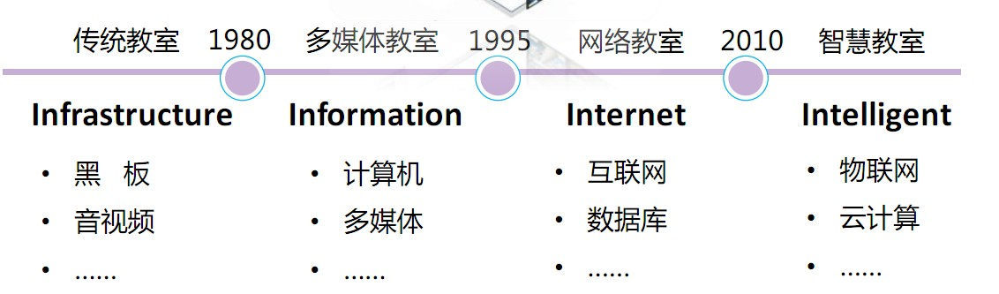 传统教室 1980 多媒体教室 1995 网络教室 2010 智慧教室
Infrastructure Information Internet Intelligent
• 黑 板 • 计算机 • 互联网 • 物联网
• 音视频 • 多媒体 • 数据库 • 云计算
• ...... • ...... • ...... • ......